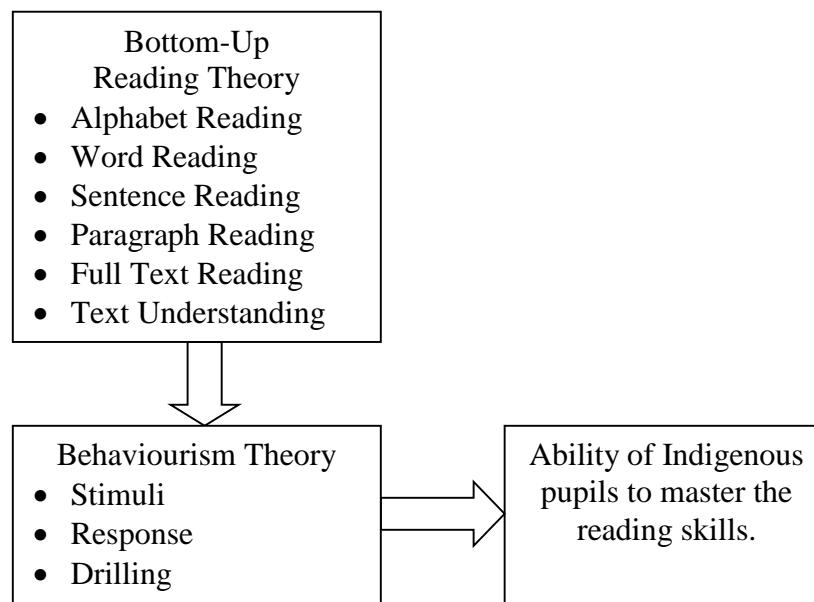 Bottom-Up
Reading Theory
• Alphabet Reading
• Word Reading
• Sentence Reading
• Paragraph Reading
• Full Text Reading
• Text Understanding
Behaviourism Theory
• Stimuli
• Response
• Drilling
Ability of Indigenous
pupils to master the
reading skills.